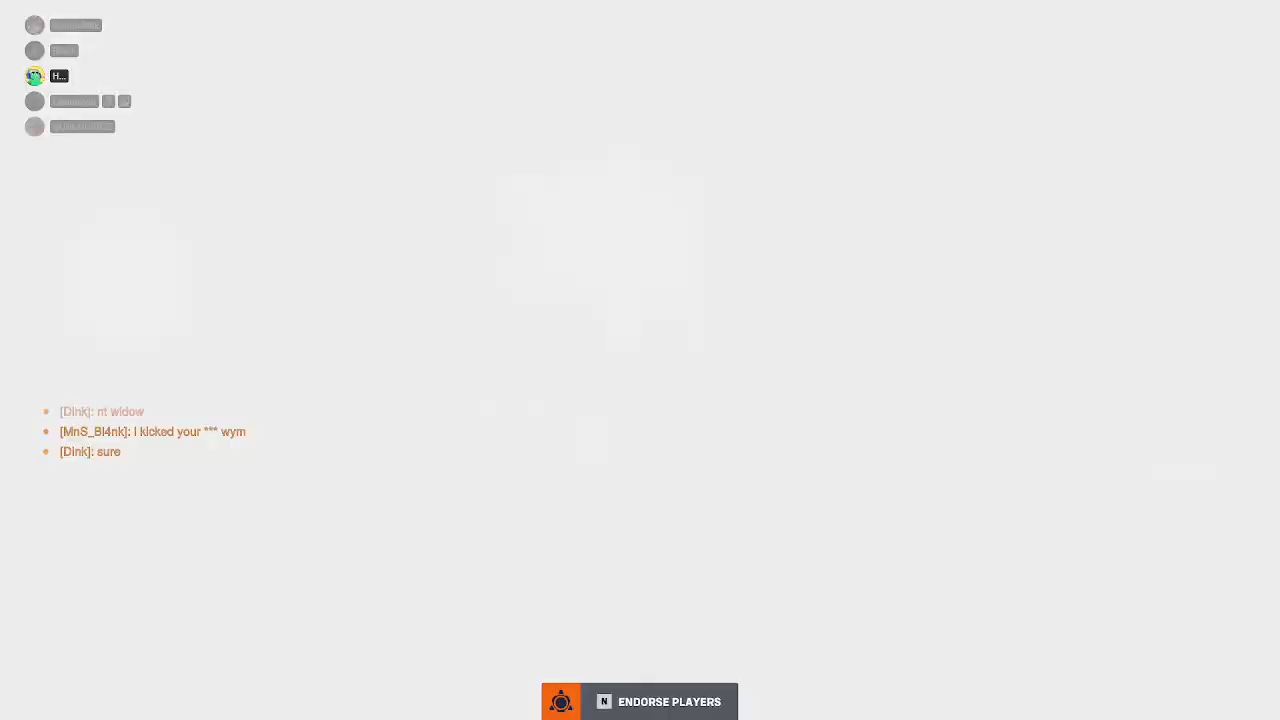 H...
[Dink]: nt widow
[MnS_Bl4nk]: I kicked your *** wym
[Dink]: sure
N ENDORSE PLAYERS